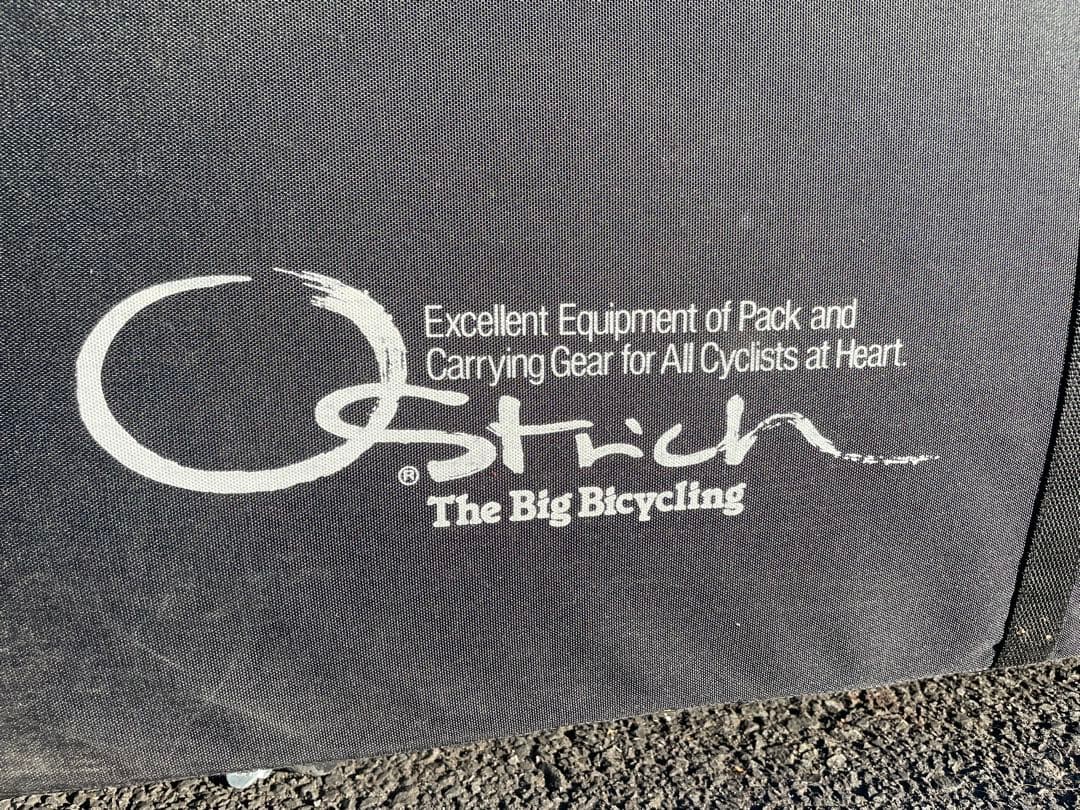 Excellent Equipment of Pack and
Carrying Gear for All Cyclists at Heart.
Ostrich
®
The Big Bicycling